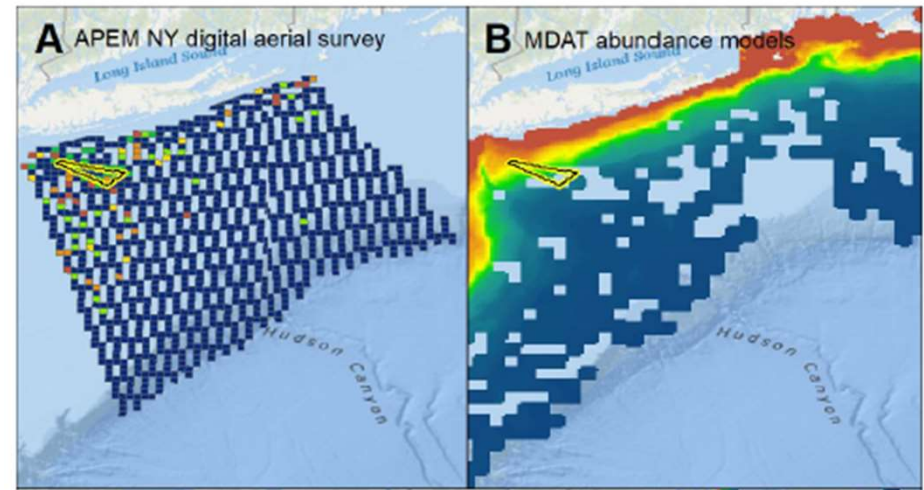 A APEM NY digital aerial survey
Long Island Sound
Hudson Canyon
B MDAT abundance models
Long Island Sound
Hudson Canyon